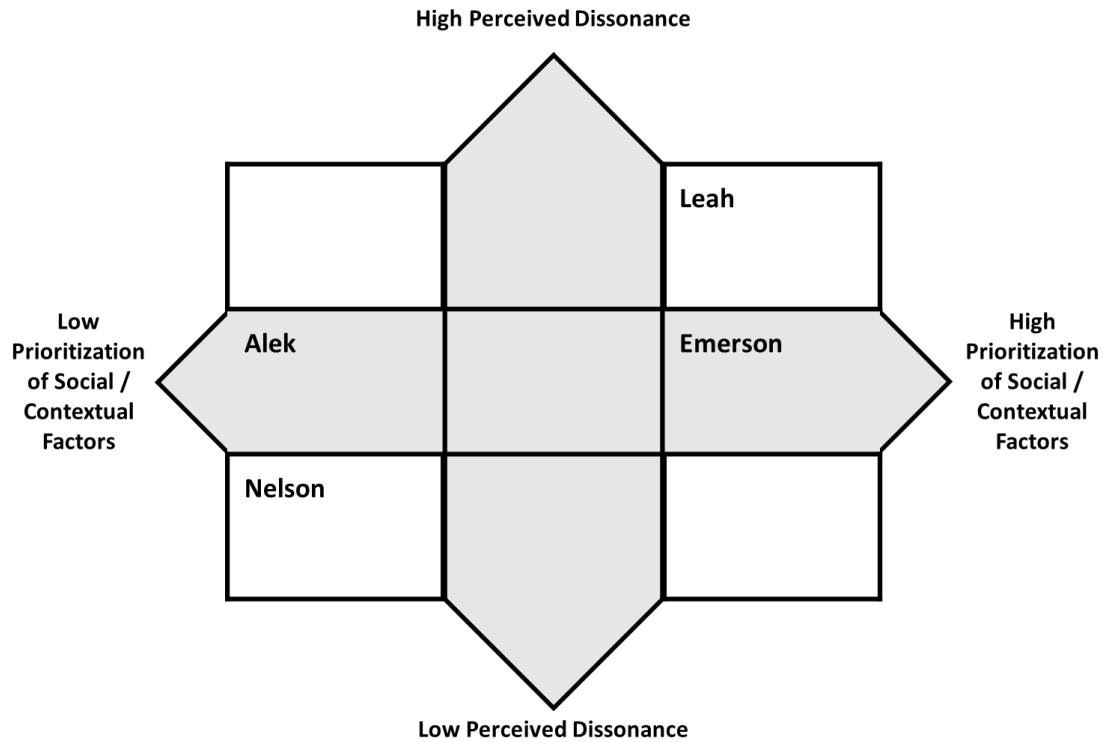 High Perceived Dissonance
Leah
Low
Prioritization
of Social /
Contextual
Factors
Alek
Emerson
High
Prioritization
of Social /
Contextual
Factors
Nelson
Low Perceived Dissonance